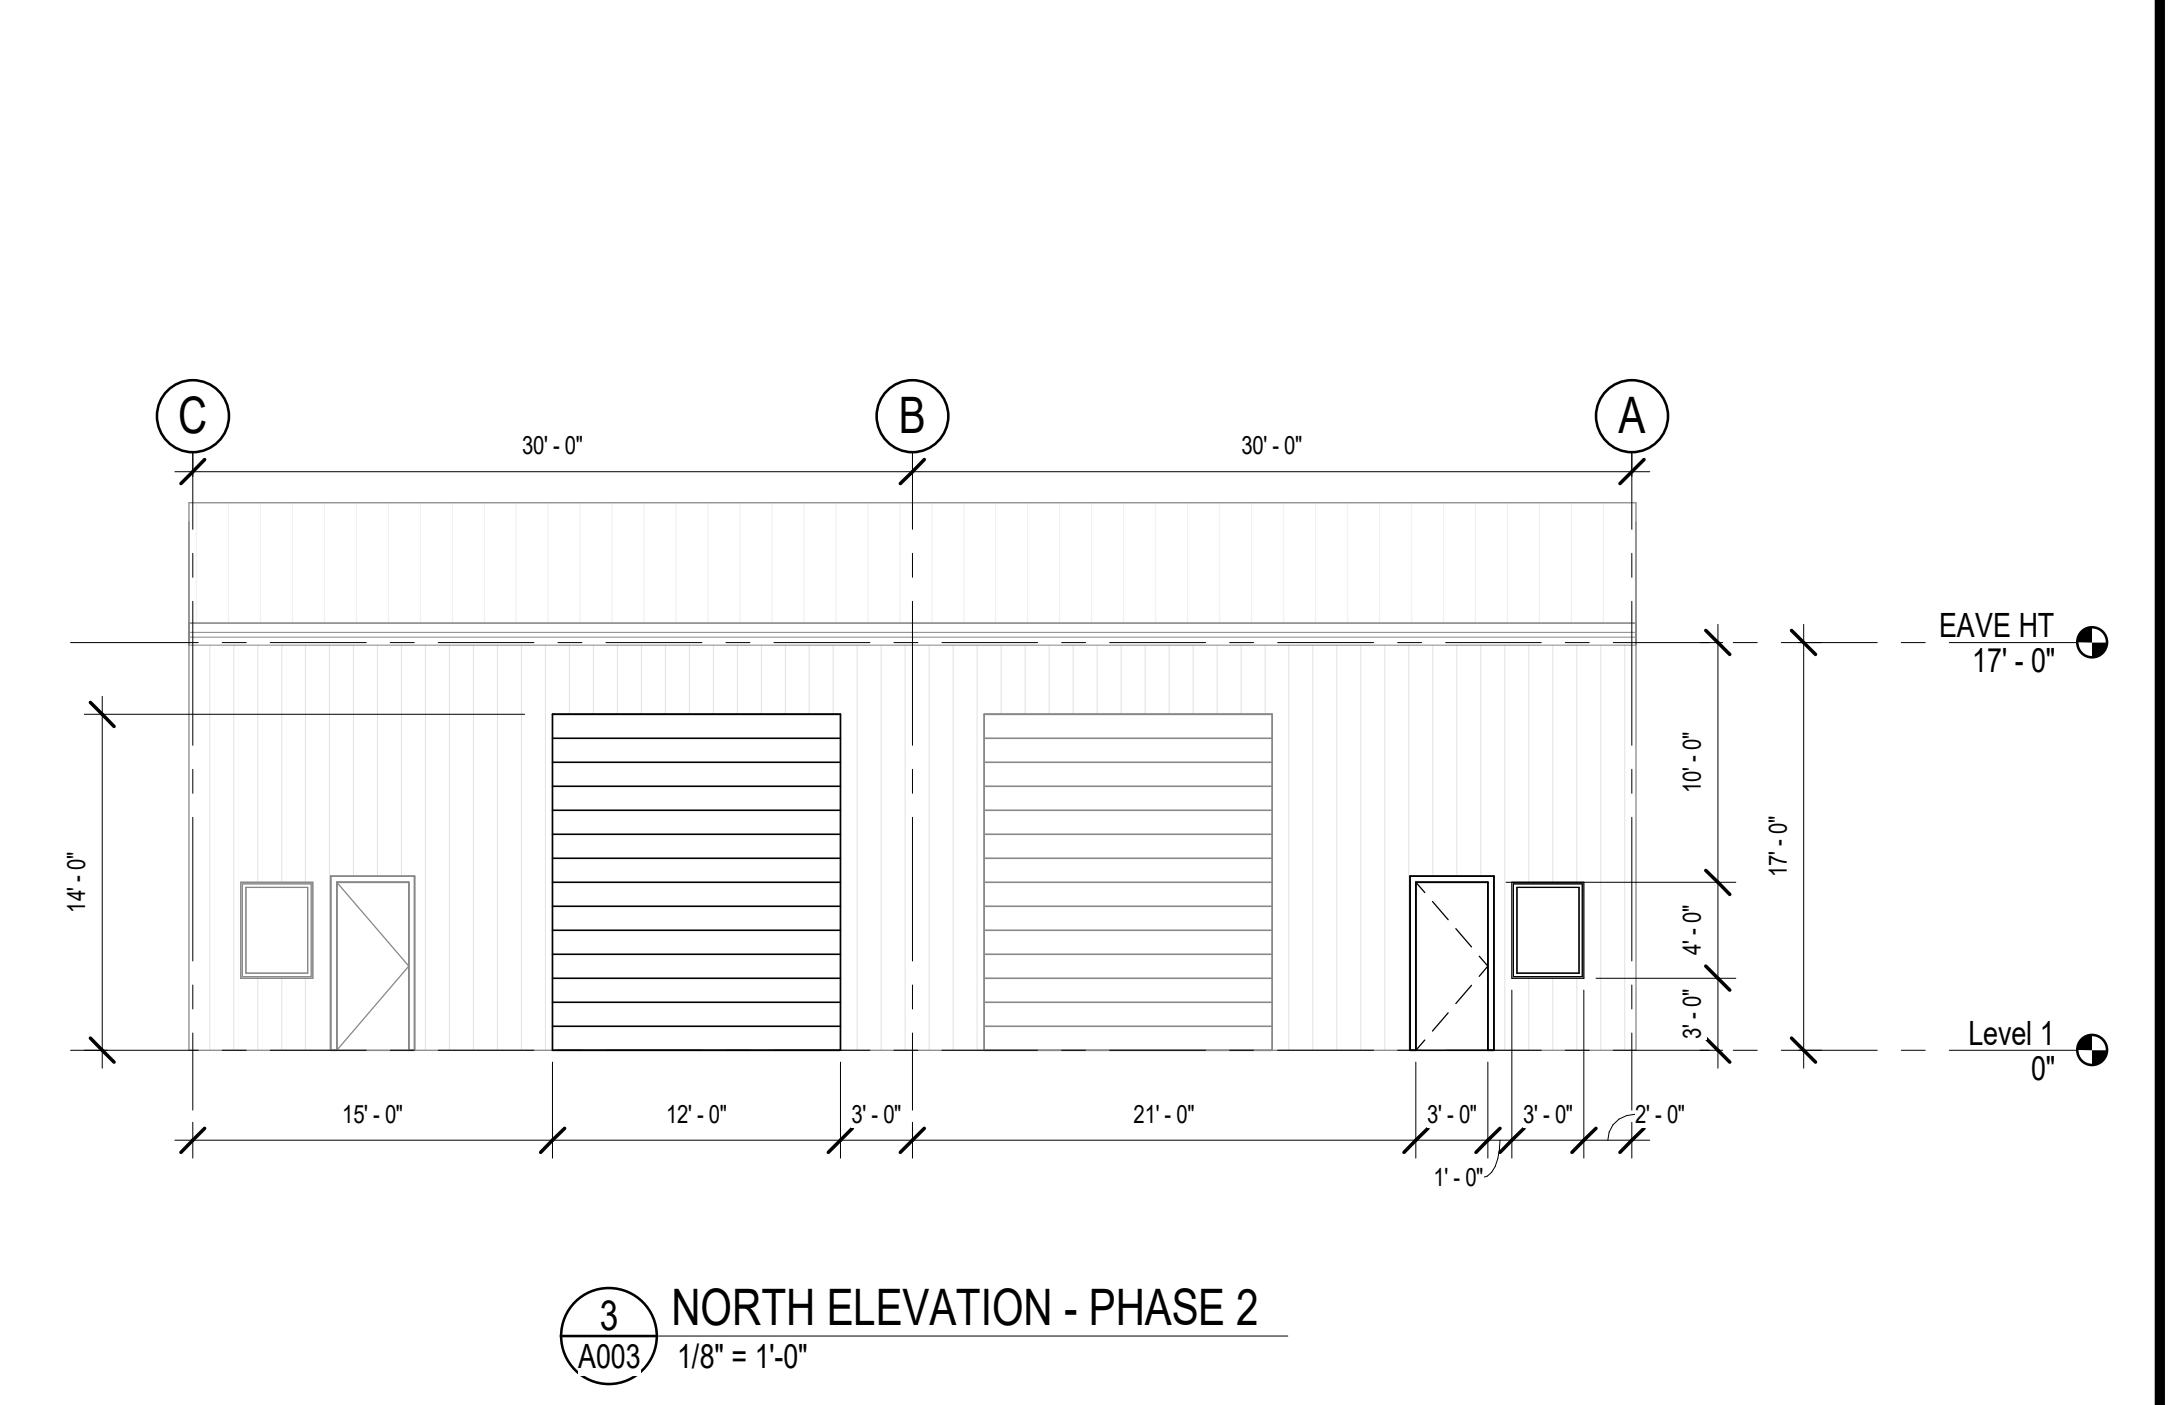 C
B
A
30' - 0"
30' - 0"
EAVE HT
17' - 0"
10' - 0"
17' - 0"
14' - 0"
4' - 0"
3' - 0"
Level 1
0"
15' - 0"
12' - 0"
3' - 0"
21' - 0"
3' - 0"
3' - 0"
2' - 0"
1' - 0"
3
NORTH ELEVATION - PHASE 2
A003
1/8" = 1'-0"